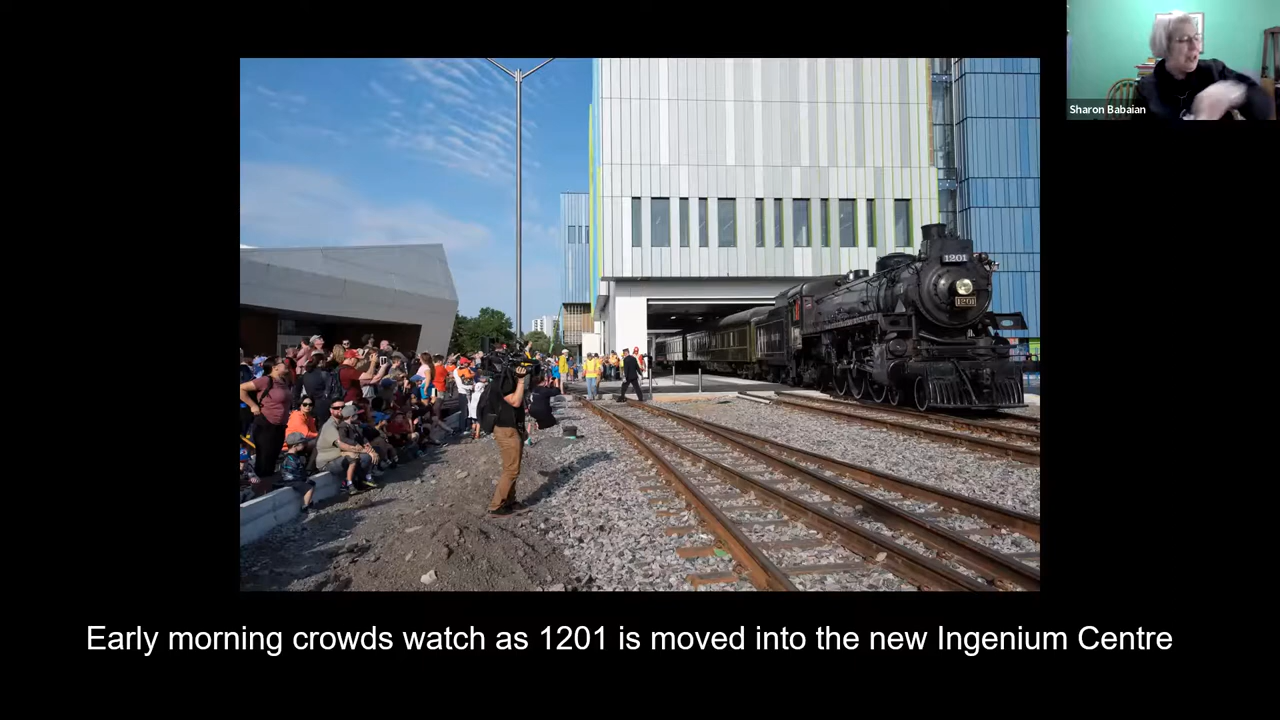 Sharon Babaian
1201
1201
Early morning crowds watch as 1201 is moved into the new Ingenium Centre